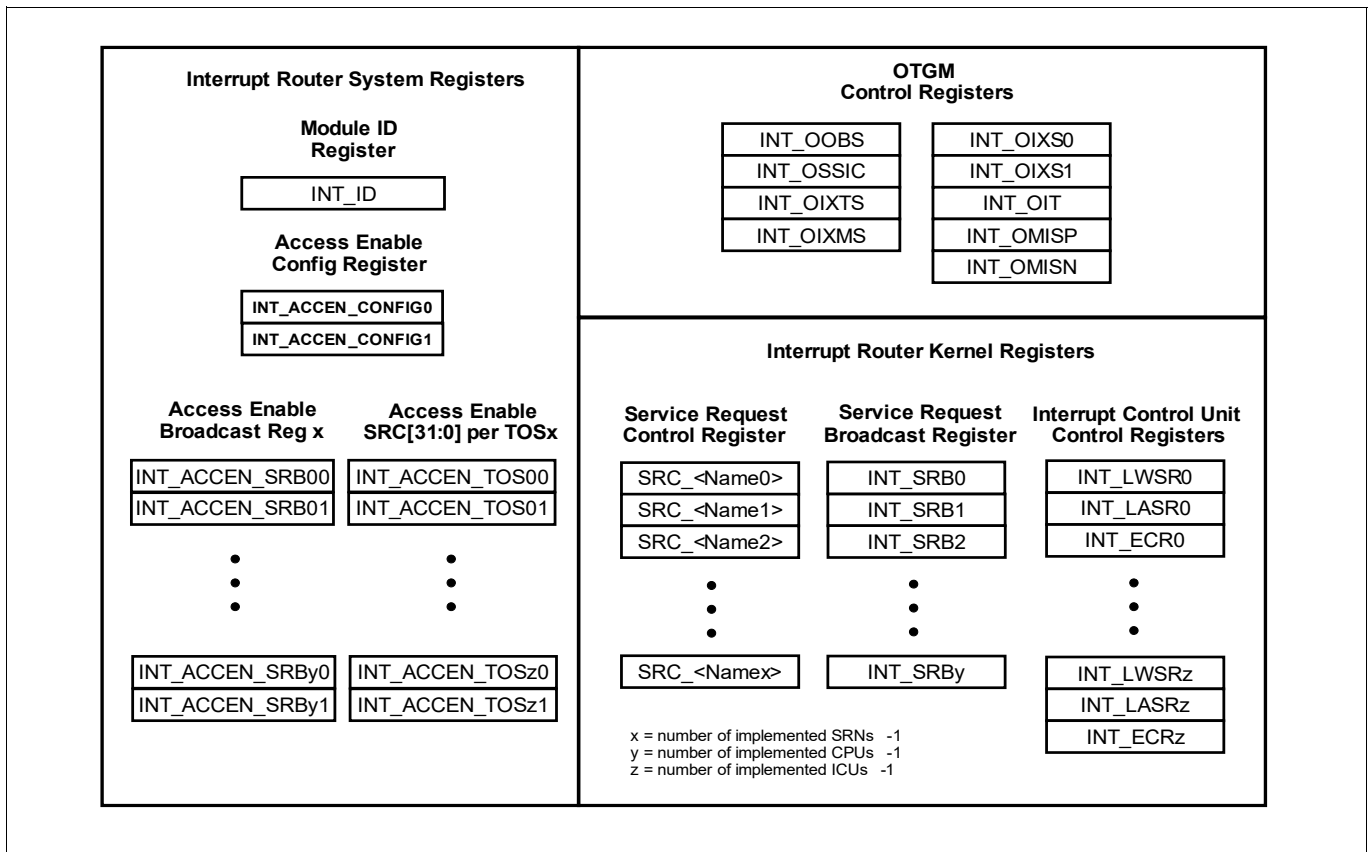 Interrupt Router System Registers
Module ID
Register
INT_ID
Access Enable
Config Register
INT_ACCEN_CONFIG0
INT_ACCEN_CONFIG1
Access Enable
Broadcast Reg x
INT_ACCEN_SRB00
INT_ACCEN_SRB01
INT_ACCEN_SRBy0
INT_ACCEN_SRBy1
Access Enable
SRC[31:0] per TOSx
INT_ACCEN_TOS00
INT_ACCEN_TOS01
INT_ACCEN_TOSz0
INT_ACCEN_TOSz1
OTGM
Control Registers
INT_OOBS
INT_OSSIC
INT_OIXTS
INT_OIXMS
INT_OIXS0
INT_OIXS1
INT_OIT
INT_OMISP
INT_OMISN
Interrupt Router Kernel Registers
Service Request
Control Register
SRC_<Name0>
SRC_<Name1>
SRC_<Name2>
SRC_<Namex>
Service Request
Broadcast Register
INT_SRB0
INT_SRB1
INT_SRB2
INT_SRBy
Interrupt Control Unit
Control Registers
INT_LWSR0
INT_LASR0
INT_ECR0
INT_LWSRz
INT_LASRz
INT_ECRz
x = number of implemented SRNs -1
y = number of implemented CPUs -1
z = number of implemented ICUs -1